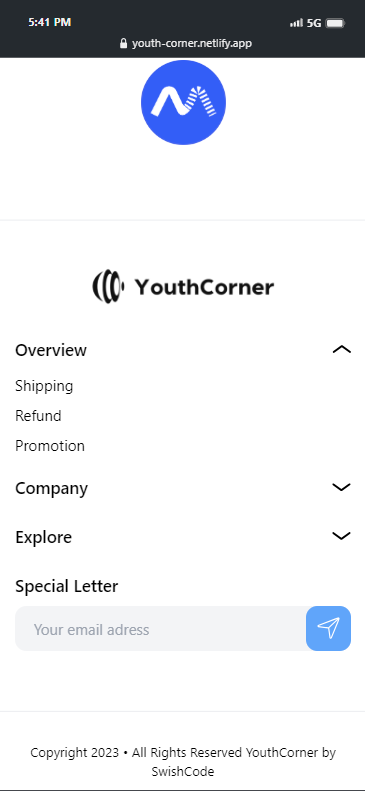 5:41 PM
5G
youth-corner.netlify.app
YouthCorner
Overview
Shipping
Refund
Promotion
Company
Explore
Special Letter
Your email adress
Copyright 2023 • All Rights Reserved YouthCorner by
SwishCode